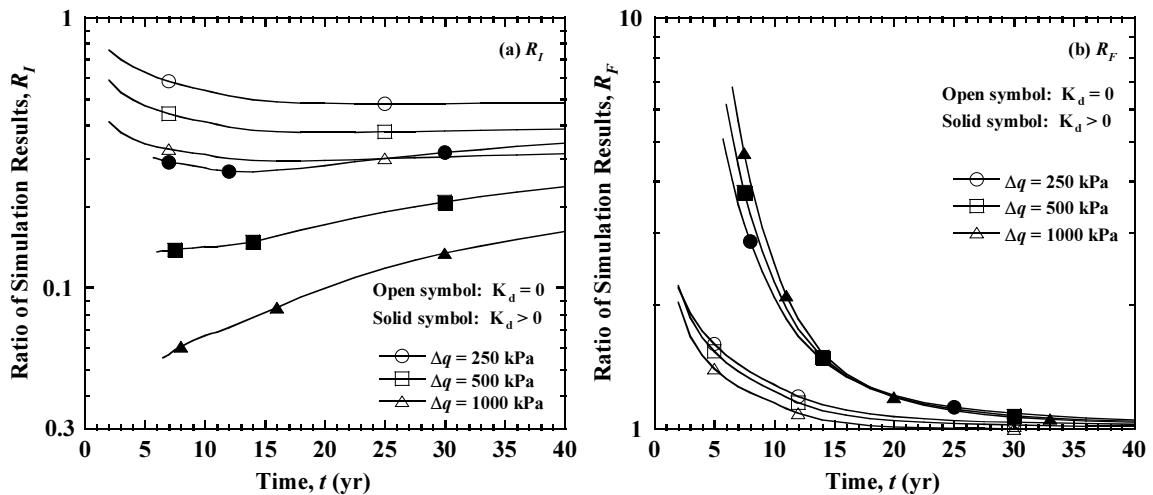 1
0.1
0.3
Ratio of Simulation Results, R_I
(a) R_I
Open symbol: K_d = 0
Solid symbol: K_d > 0
Δq = 250 kPa
Δq = 500 kPa
Δq = 1000 kPa
0 5 10 15 20 25 30 35 40
Time, t (yr)
10
1
Ratio of Simulation Results, R_F
(b) R_F
Open symbol: K_d = 0
Solid symbol: K_d > 0
Δq = 250 kPa
Δq = 500 kPa
Δq = 1000 kPa
0 5 10 15 20 25 30 35 40
Time, t (yr)